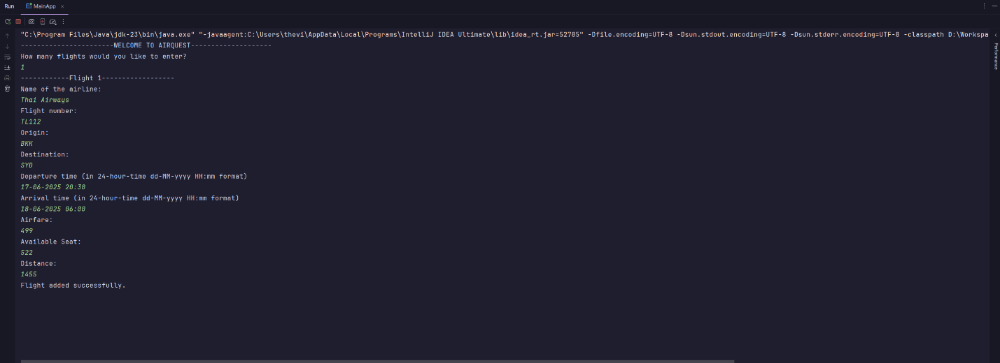 Run MainApp
"C:\Program Files\Java\jdk-23\bin\java.exe" "-javaagent:C:\Users\thevi\AppData\Local\Programs\IntelliJ IDEA Ultimate\lib\idea_rt.jar=52785" -Dfile.encoding=UTF-8 -Dsun.stdout.encoding=UTF-8 -Dsun.stderr.encoding=UTF-8 -classpath D:\Workspa
-----------------------WELCOME TO AIRQUEST--------------------
How many flights would you like to enter?
1
------------Flight 1------------------
Name of the airline:
Thai Airways
Flight number:
TL112
Origin:
BKK
Destination:
SYD
Departure time (in 24-hour-time dd-MM-yyyy HH:mm format)
17-06-2025 20:30
Arrival time (in 24-hour-time dd-MM-yyyy HH:mm format)
18-06-2025 06:00
Airfare:
499
Available Seat:
522
Distance:
1455
Flight added successfully.
Performance